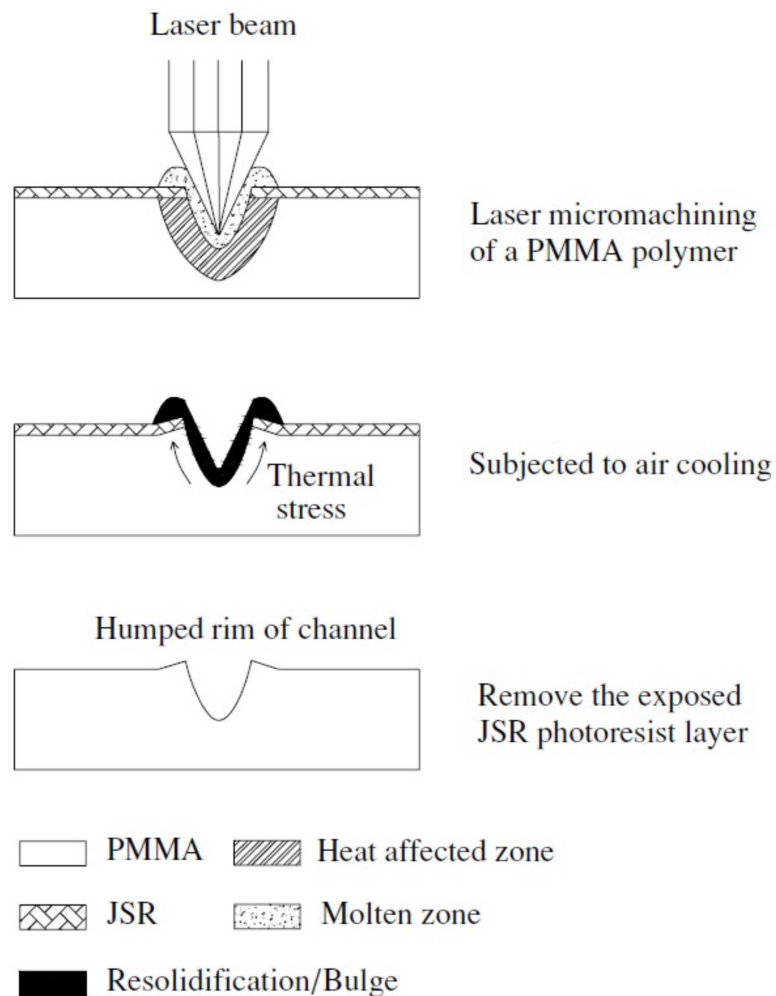 Laser beam
Laser micromachining
of a PMMA polymer
Thermal
stress
Subjected to air cooling
Humped rim of channel
Remove the exposed
JSR photoresist layer
PMMA
Heat affected zone
JSR
Molten zone
Resolidification/Bulge